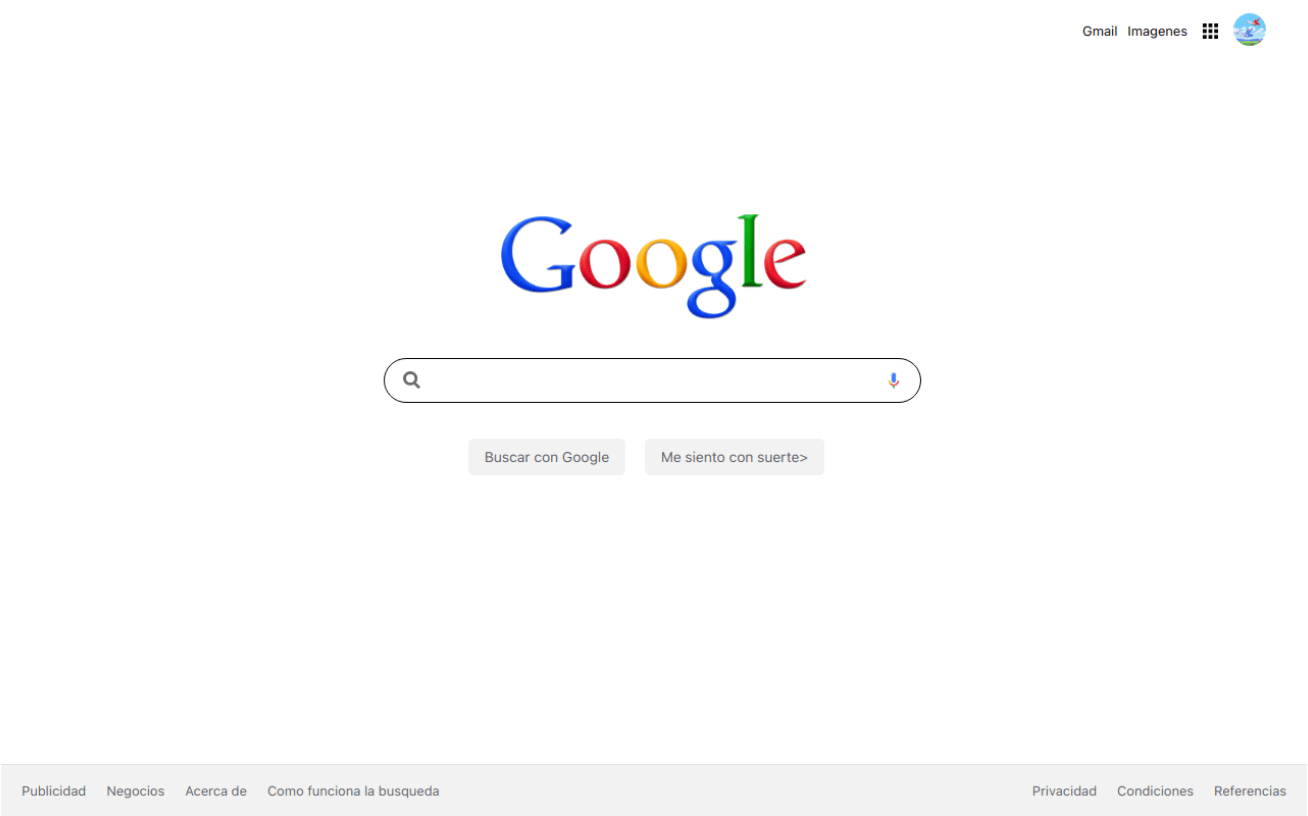 Gmail Imagenes
Google
Buscar con Google Me siento con suerte>
Publicidad Negocios Acerca de Como funciona la busqueda Privacidad Condiciones Referencias